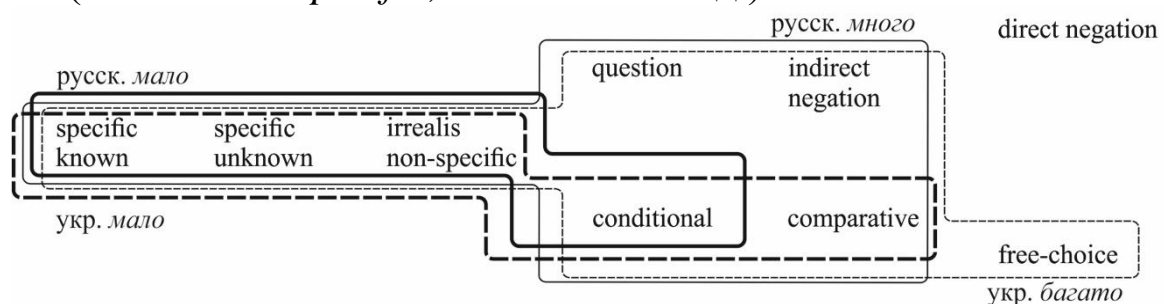 русск. много
direct negation
question
indirect
negation
русск. мало
specific
known
specific
unknown
irrealis
non-specific
укр. мало
conditional
comparative
free-choice
укр. багато